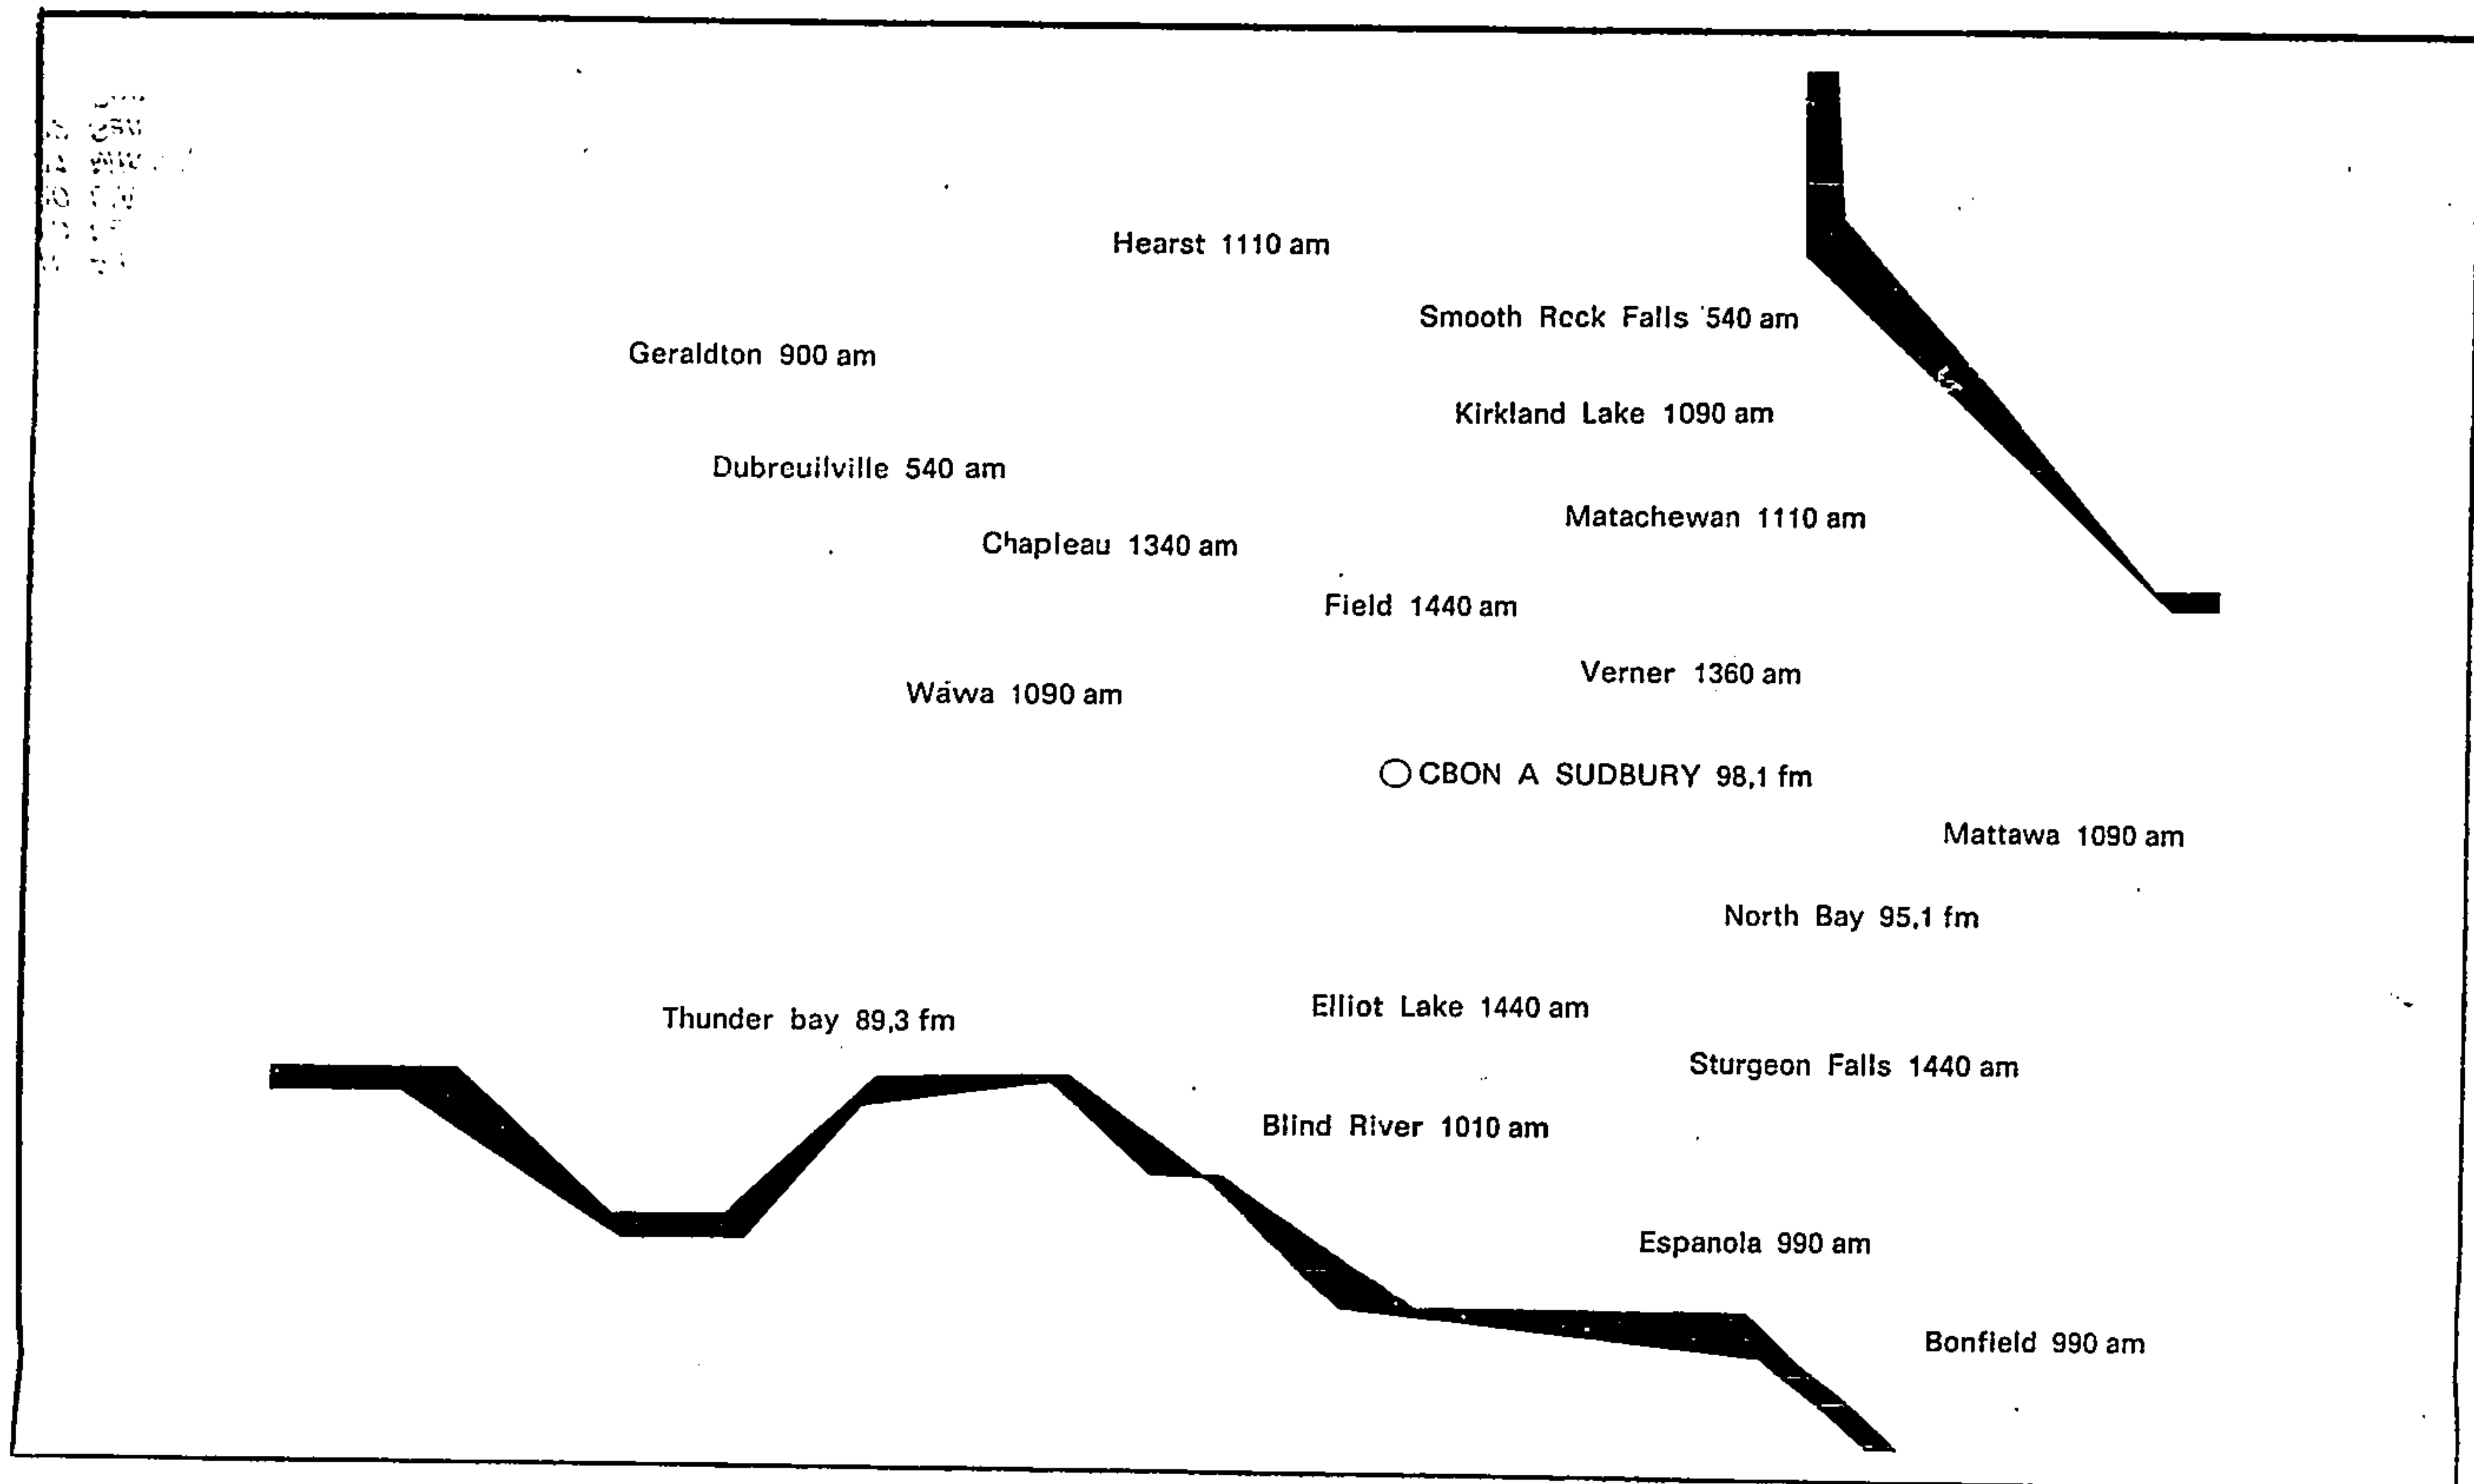 Hearst 1110 am
Smooth Rock Falls 540 am
Geraldton 900 am
Kirkland Lake 1090 am
Dubreuilville 540 am
Matachewan 1110 am
Chapleau 1340 am
Field 1440 am
Verner 1360 am
Wawa 1090 am
CBON A SUDBURY 98,1 fm
Mattawa 1090 am
North Bay 95,1 fm
Elliot Lake 1440 am
Thunder bay 89,3 fm
Sturgeon Falls 1440 am
Blind River 1010 am
Espanola 990 am
Bonfield 990 am